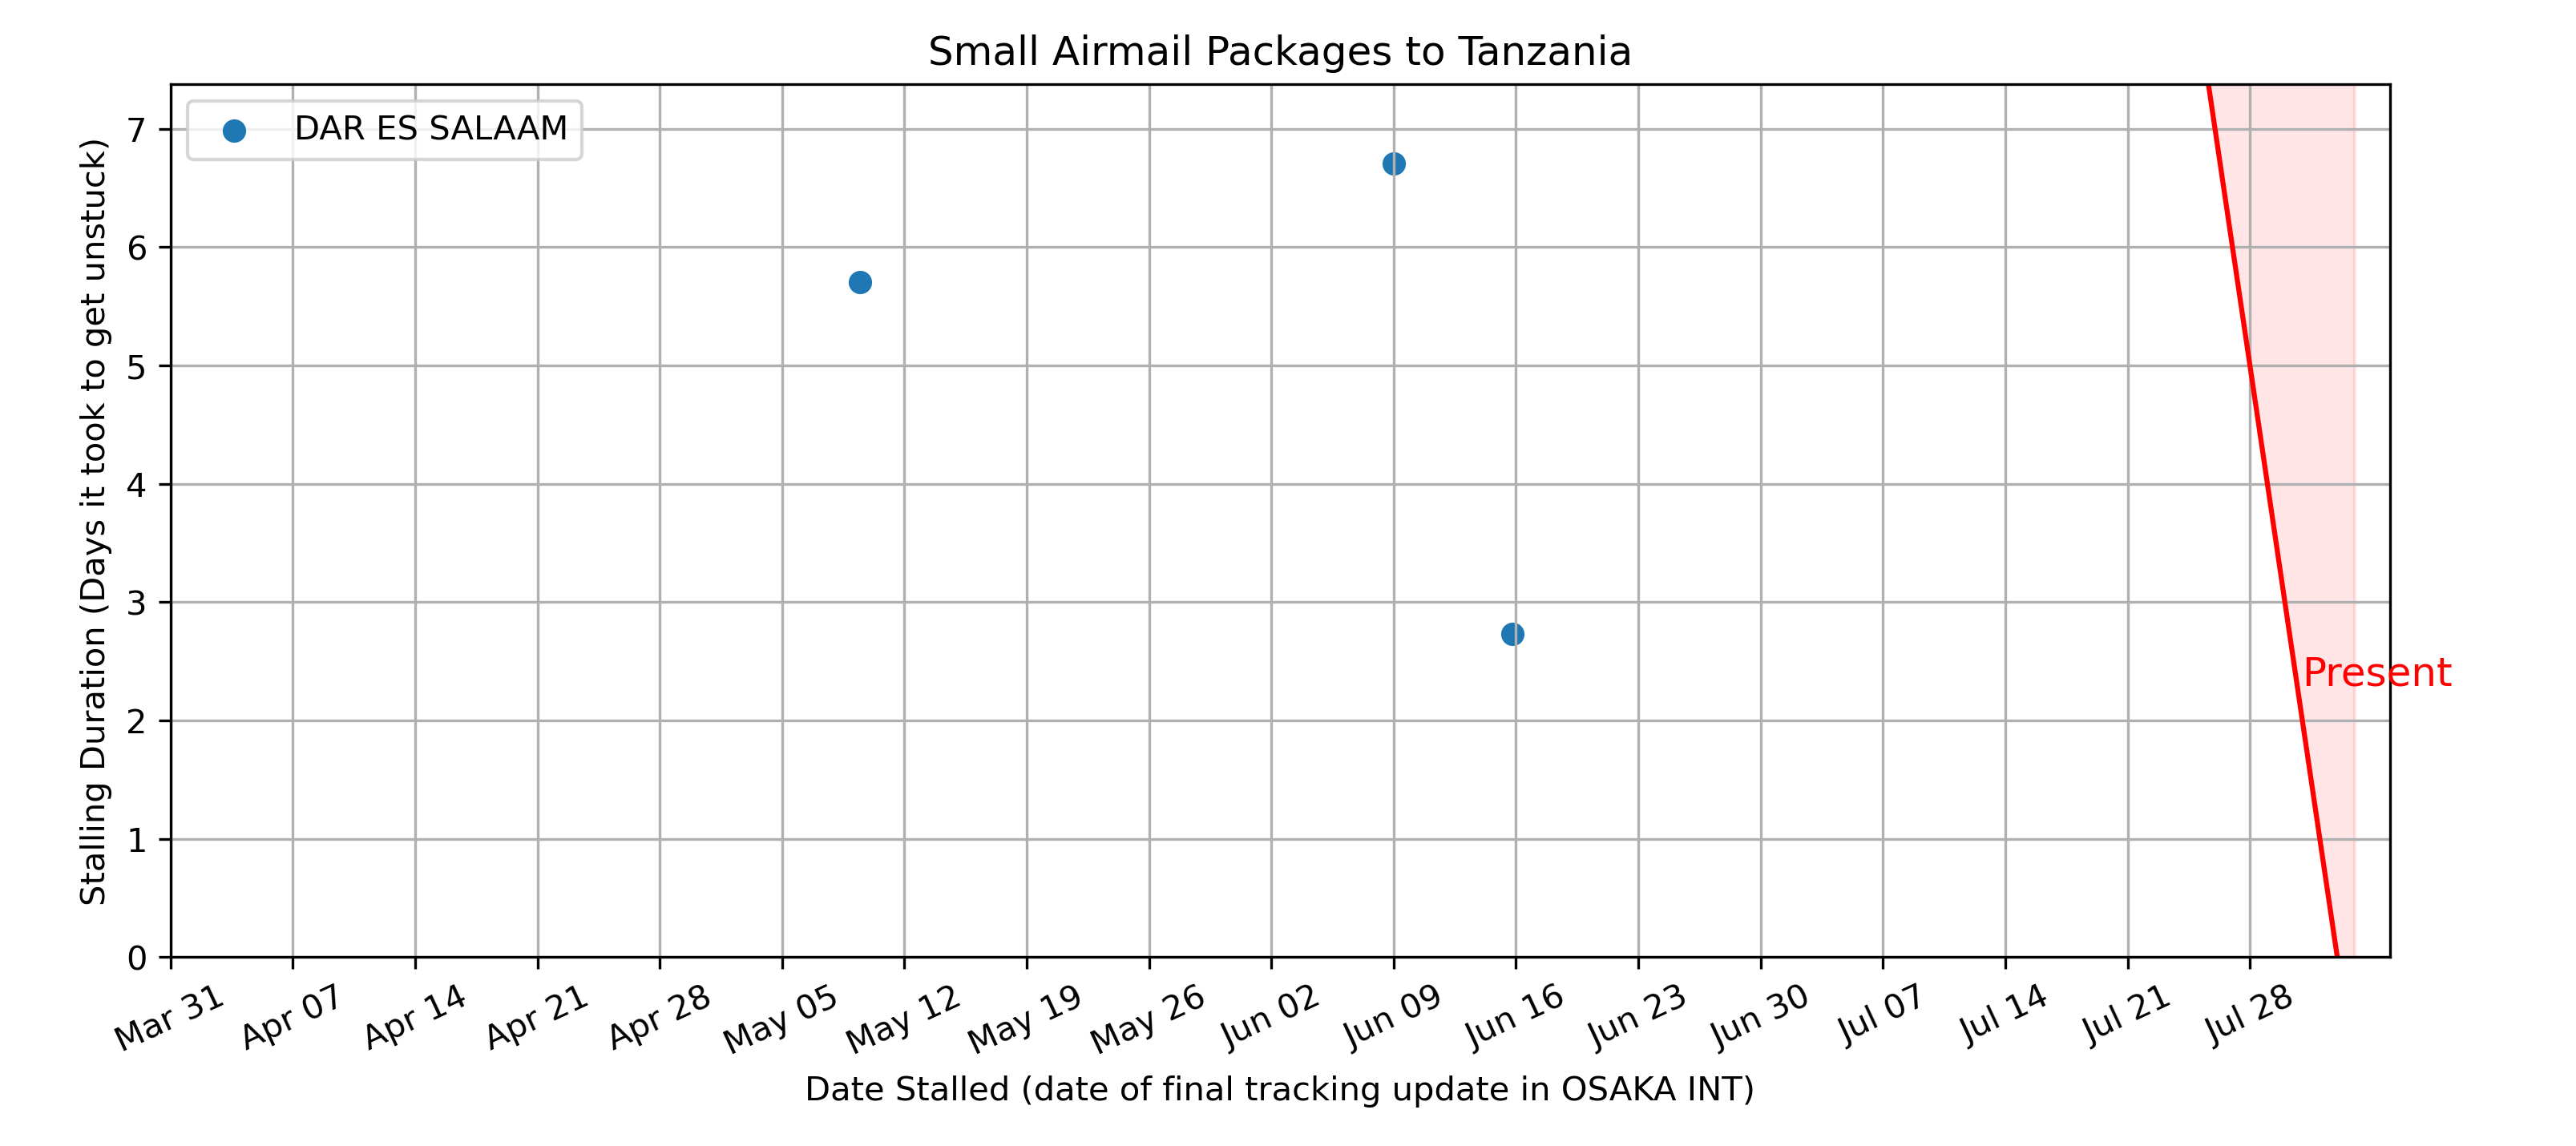 Small Airmail Packages to Tanzania
DAR ES SALAAM
7
6
5
4
3
2
1
0
Stalling Duration (Days it took to get unstuck)
Present
Mar 31
Apr 07
Apr 14
Apr 21
Apr 28
May 05
May 12
May 19
May 26
Jun 02
Jun 09
Jun 16
Jun 23
Jun 30
Jul 07
Jul 14
Jul 21
Jul 28
Date Stalled (date of final tracking update in OSAKA INT)